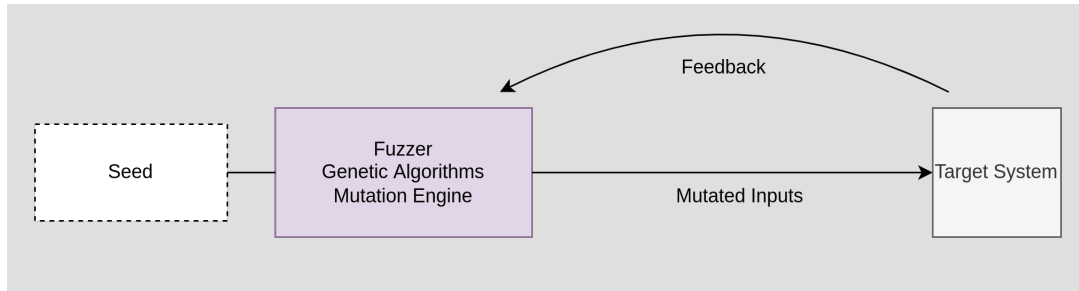 Feedback
Seed
Fuzzer
Genetic Algorithms
Mutation Engine
Mutated Inputs
Target System